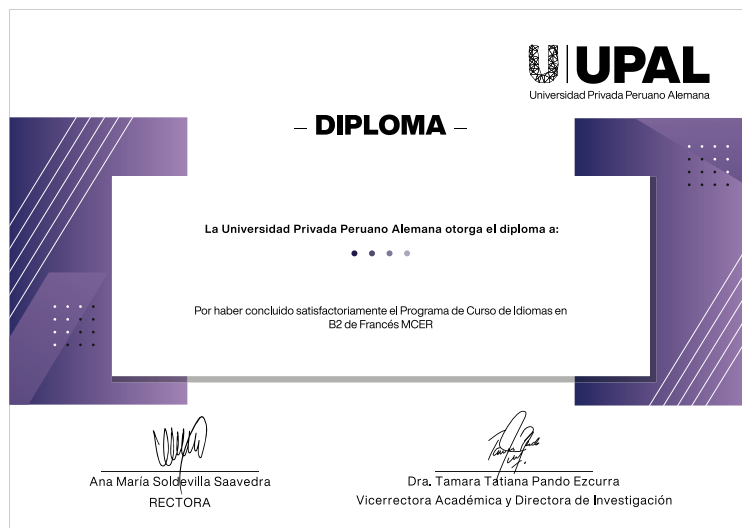 UPAL
Universidad Privada Peruano Alemana
– DIPLOMA –
La Universidad Privada Peruano Alemana otorga el diploma a:
Por haber concluido satisfactoriamente el Programa de Curso de Idiomas en
B2 de Francés MCER
Ana María Soldevilla Saavedra
RECTORA
Dra. Tamara Tatiana Pando Ezcurra
Vicerrectora Académica y Directora de Investigación